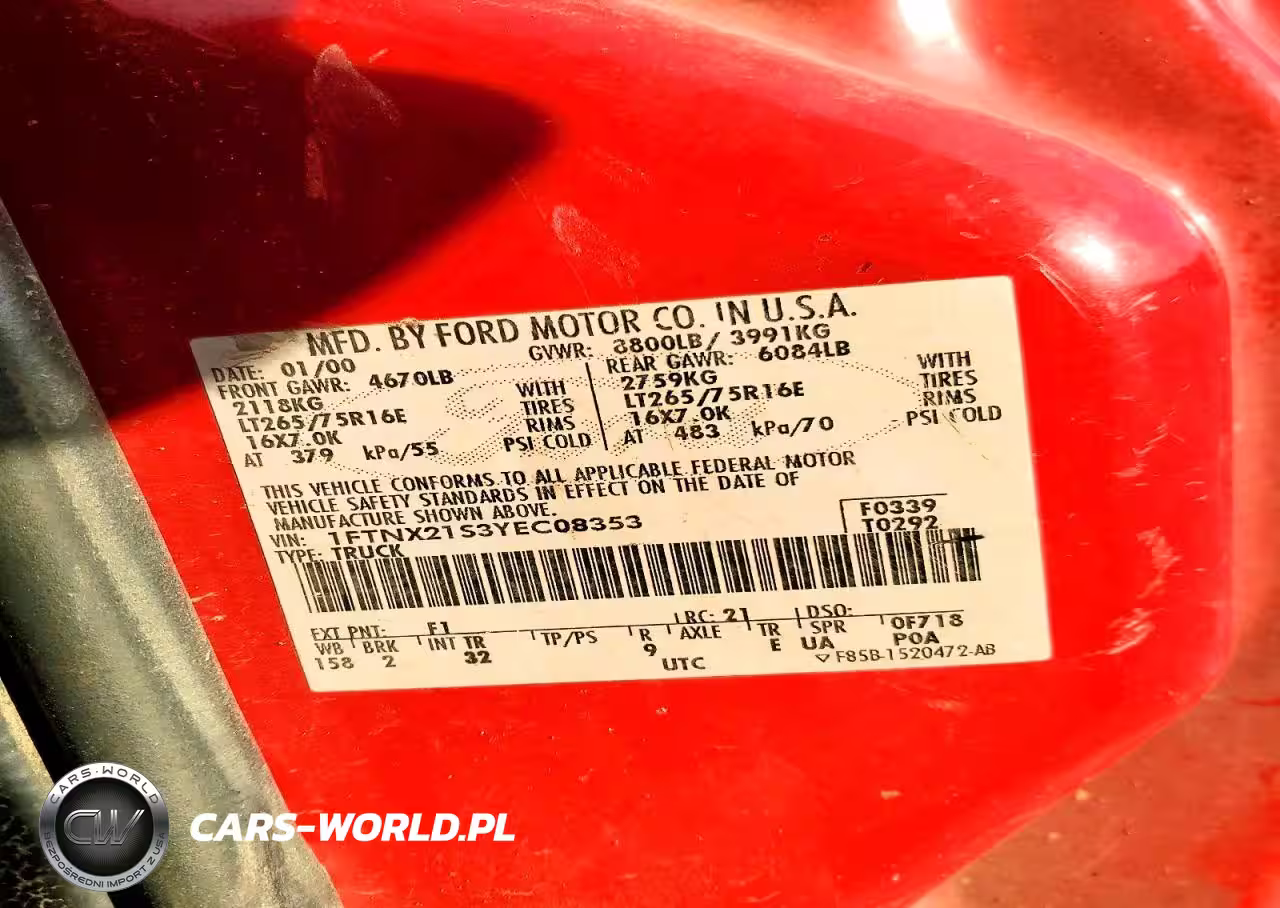 MFD. BY FORD MOTOR CO. IN U.S.A.
DATE: 01/00 GVWR: 8800LB/ 3991KG
FRONT GAWR: 4670LB REAR GAWR: 6084LB
2118KG WITH 2759KG WITH
LT265/75R16E TIRES LT265/75R16E TIRES
16X7.0K RIMS 16X7.0K RIMS
AT 379 kPa/55 PSI COLD AT 483 kPa/70 PSI COLD
THIS VEHICLE CONFORMS TO ALL APPLICABLE FEDERAL MOTOR
VEHICLE SAFETY STANDARDS IN EFFECT ON THE DATE OF
MANUFACTURE SHOWN ABOVE.
VIN: 1FTNX21S3YEC08353 F0339
TYPE: TRUCK T0292
EXT PNT: F1 RC: 21 DSO: 0F718
WB BRK INT TR TP/PS R AXLE TR SPR P0A
158 2 32 9 E UA
UTC F85B-1520472-AB
CARS-WORLD
CW
BEZPOŚREDNI IMPORT Z USA
CARS-WORLD.PL